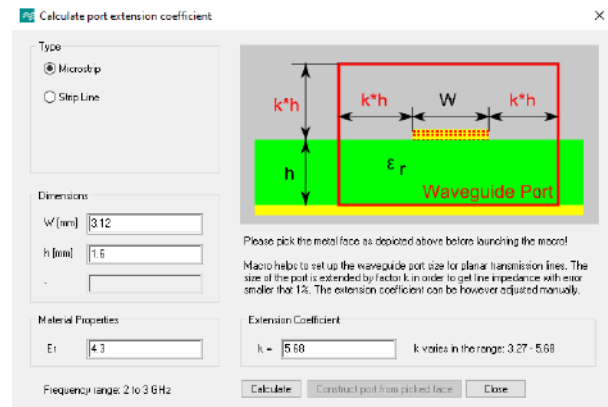 Calculate port extension coefficient
Type
Microstrip
Strip Line
k*h
k*h
W
k*h
h
εr
Waveguide Port
Dimensions
W [mm] 3.12
h [mm] 1.6
-
Please pick the metal face as depicted above before launching the macro!
Macro helps to set up the waveguide port size for planar transmission lines. The
size of the port is extended by factor k in order to get line impedance with error
smaller that 1%. The extension coefficient can be however adjusted manually.
Material Properties
Er 4.3
Extension Coefficient
k = 5.68 k varies in the range: 3.27 - 5.68
Frequency range: 2 to 3 GHz
Calculate Construct port from picked face Close